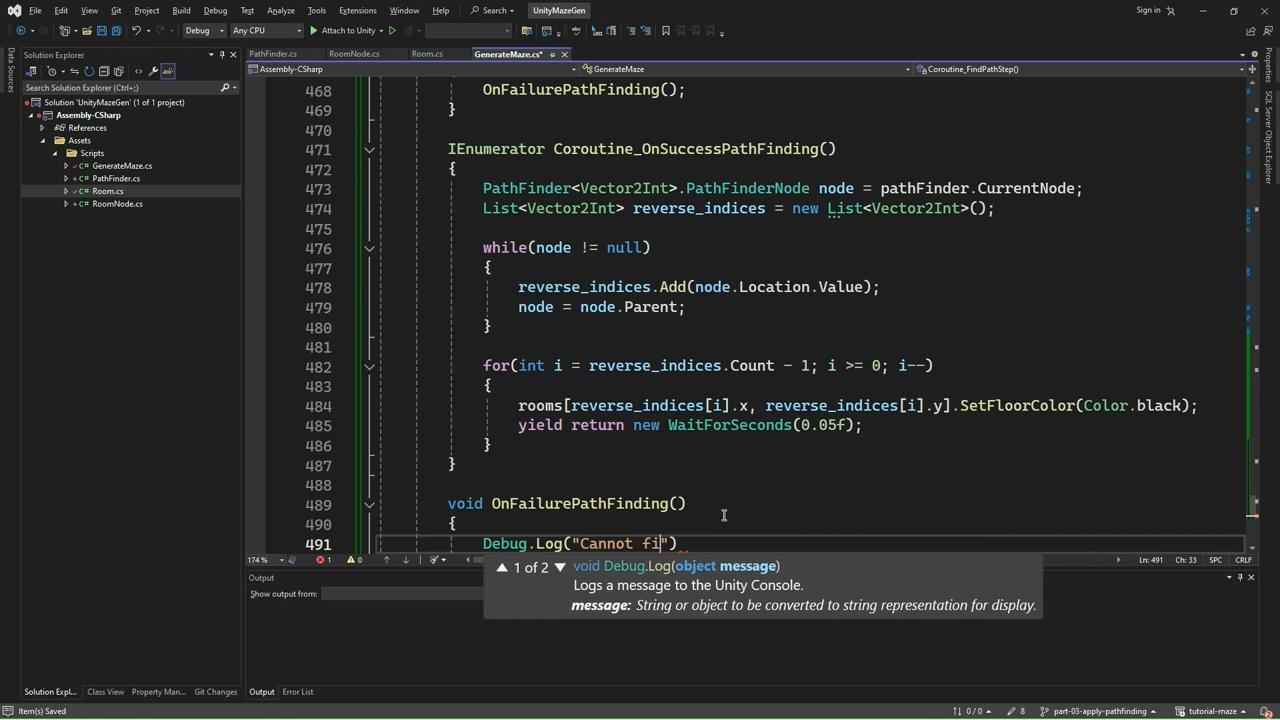 File Edit View Git Project Build Debug Test Analyze Tools Extensions Window Help Search UnityMazeGen Sign in
Debug Any CPU Attach to Unity
Data Sources
Solution Explorer
Search Solution Explorer (Ctrl+;)
Solution 'UnityMazeGen' (1 of 1 project)
Assembly-CSharp
References
Assets
Scripts
C# GenerateMaze.cs
C# PathFinder.cs
C# Room.cs
C# RoomNode.cs
Solution Expl... Class View Property Man... Git Changes
PathFinder.cs RoomNode.cs Room.cs GenerateMaze.cs*
Assembly-CSharp GenerateMaze Coroutine_FindPathStep()
468 OnFailurePathFinding();
469 }
470
471 IEnumerator Coroutine_OnSuccessPathFinding()
472 {
473 PathFinder<Vector2Int>.PathFinderNode node = pathFinder.CurrentNode;
474 List<Vector2Int> reverse_indices = new List<Vector2Int>();
475
476 while(node != null)
477 {
478 reverse_indices.Add(node.Location.Value);
479 node = node.Parent;
480 }
481
482 for(int i = reverse_indices.Count - 1; i >= 0; i--)
483 {
484 rooms[reverse_indices[i].x, reverse_indices[i].y].SetFloorColor(Color.black);
485 yield return new WaitForSeconds(0.05f);
486 }
487 }
488
489 void OnFailurePathFinding()
490 {
491 Debug.Log("Cannot fi")
1 of 2 void Debug.Log(object message)
Logs a message to the Unity Console.
message: String or object to be converted to string representation for display.
174 % 1 0 Ln: 491 Ch: 33 SPC CRLF
Output
Show output from:
Output Error List
Properties
SQL Server Object Explorer
Item(s) Saved 0 / 0 8 part-03-apply-pathfinding tutorial-maze 2